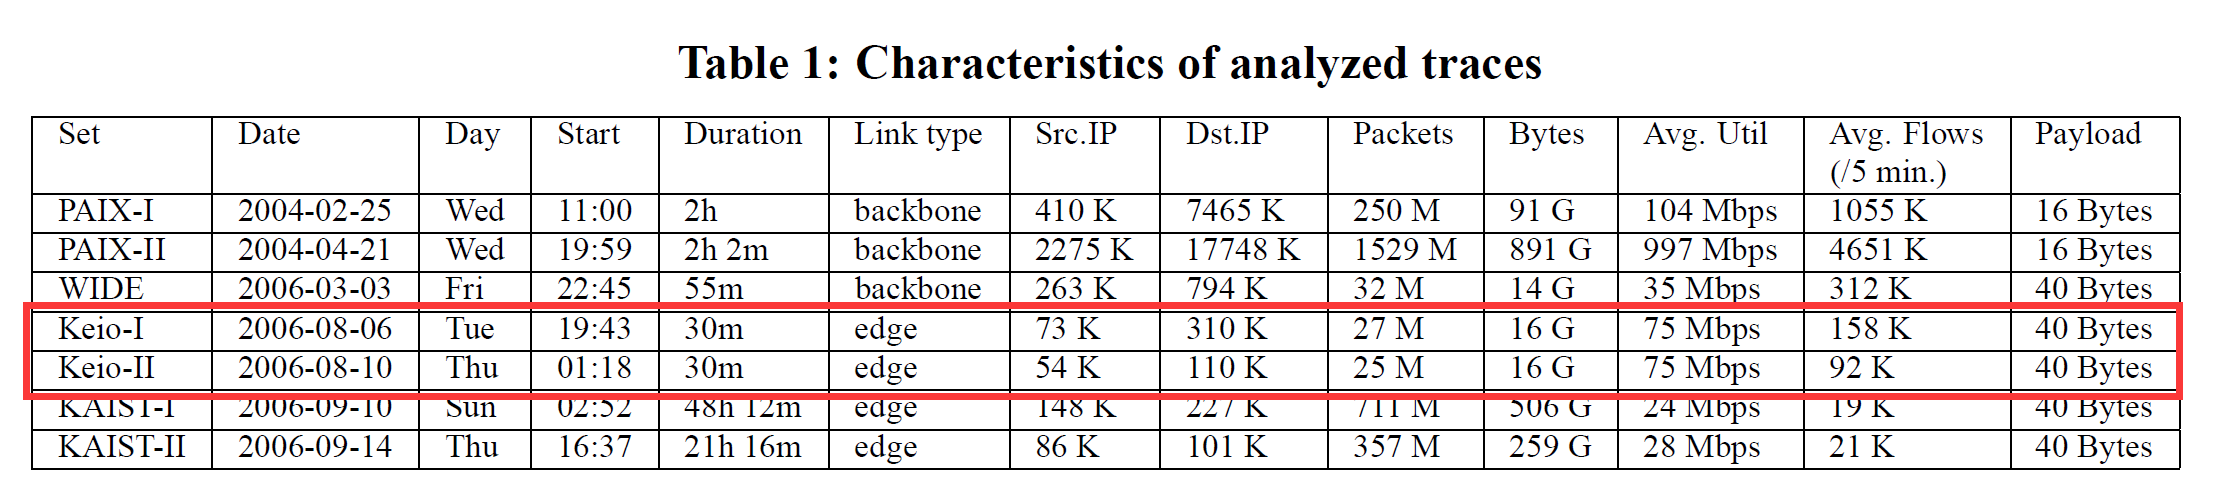 Table 1: Characteristics of analyzed traces
Set Date Day Start Duration Link type Src.IP Dst.IP Packets Bytes Avg. Util Avg. Flows (/5 min.) Payload
PAIX-I 2004-02-25 Wed 11:00 2h backbone 410 K 7465 K 250 M 91 G 104 Mbps 1055 K 16 Bytes
PAIX-II 2004-04-21 Wed 19:59 2h 2m backbone 2275 K 17748 K 1529 M 891 G 997 Mbps 4651 K 16 Bytes
WIDE 2006-03-03 Fri 22:45 55m backbone 263 K 794 K 32 M 14 G 35 Mbps 312 K 40 Bytes
Keio-I 2006-08-06 Tue 19:43 30m edge 73 K 310 K 27 M 16 G 75 Mbps 158 K 40 Bytes
Keio-II 2006-08-10 Thu 01:18 30m edge 54 K 110 K 25 M 16 G 75 Mbps 92 K 40 Bytes
KAIST-I 2006-09-10 Sun 02:52 48h 12m edge 148 K 227 K 711 M 506 G 24 Mbps 19 K 40 Bytes
KAIST-II 2006-09-14 Thu 16:37 21h 16m edge 86 K 101 K 357 M 259 G 28 Mbps 21 K 40 Bytes